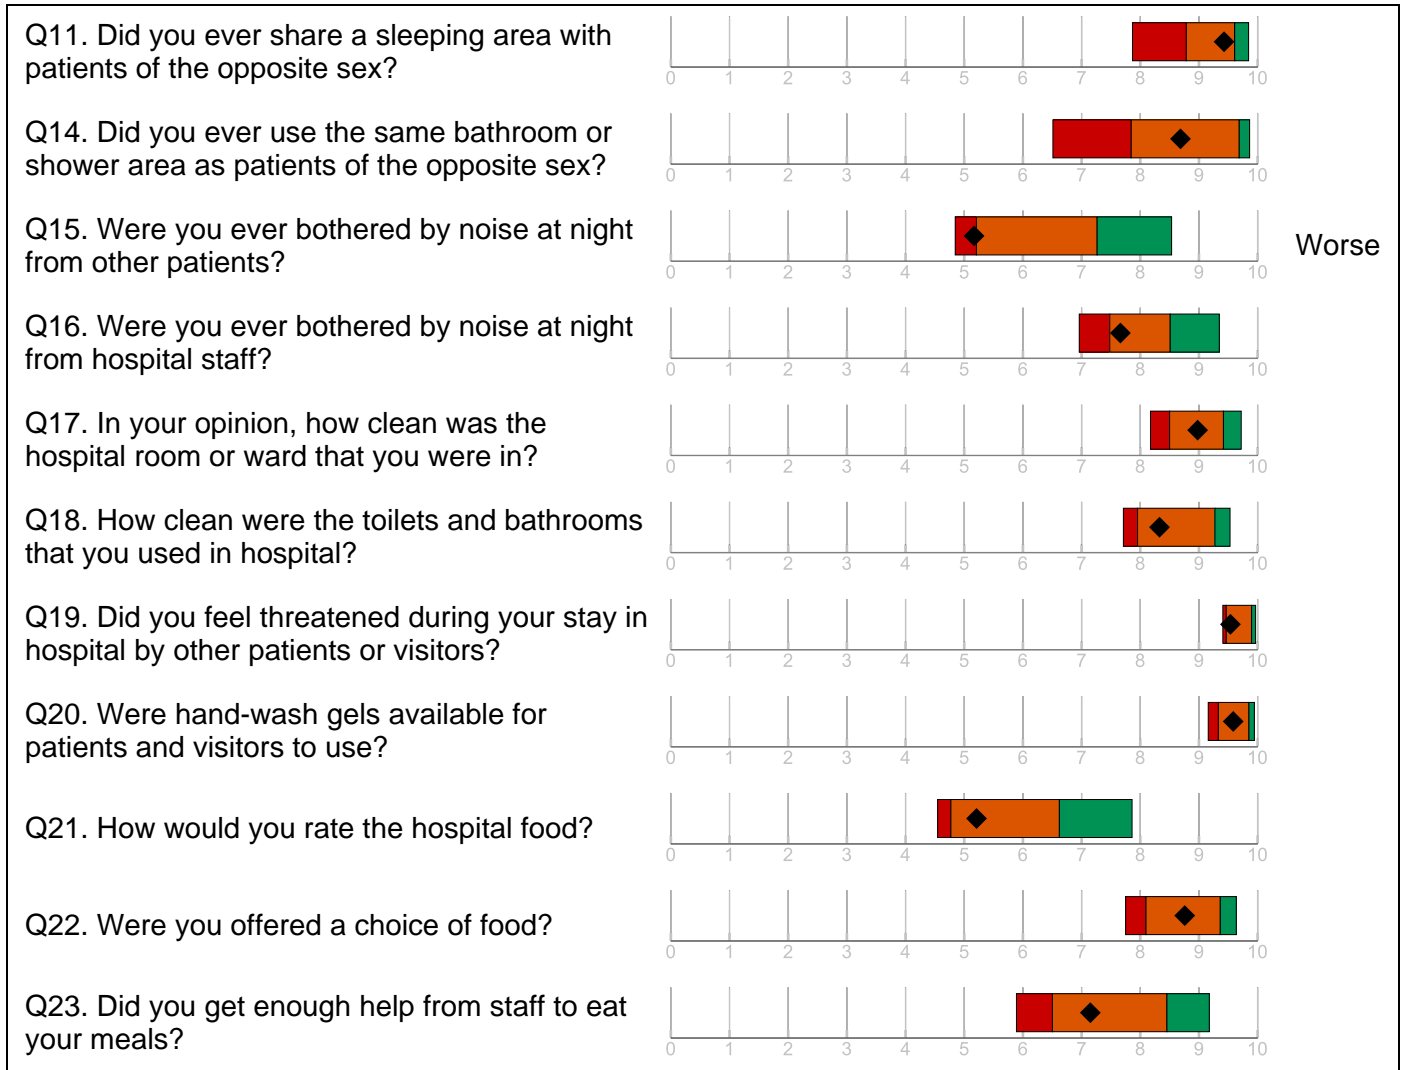 Q11. Did you ever share a sleeping area with
patients of the opposite sex?
0 1 2 3 4 5 6 7 8 9 10
Q14. Did you ever use the same bathroom or
shower area as patients of the opposite sex?
0 1 2 3 4 5 6 7 8 9 10
Q15. Were you ever bothered by noise at night
from other patients?
Worse
0 1 2 3 4 5 6 7 8 9 10
Q16. Were you ever bothered by noise at night
from hospital staff?
0 1 2 3 4 5 6 7 8 9 10
Q17. In your opinion, how clean was the
hospital room or ward that you were in?
0 1 2 3 4 5 6 7 8 9 10
Q18. How clean were the toilets and bathrooms
that you used in hospital?
0 1 2 3 4 5 6 7 8 9 10
Q19. Did you feel threatened during your stay in
hospital by other patients or visitors?
0 1 2 3 4 5 6 7 8 9 10
Q20. Were hand-wash gels available for
patients and visitors to use?
0 1 2 3 4 5 6 7 8 9 10
Q21. How would you rate the hospital food?
0 1 2 3 4 5 6 7 8 9 10
Q22. Were you offered a choice of food?
0 1 2 3 4 5 6 7 8 9 10
Q23. Did you get enough help from staff to eat
your meals?
0 1 2 3 4 5 6 7 8 9 10